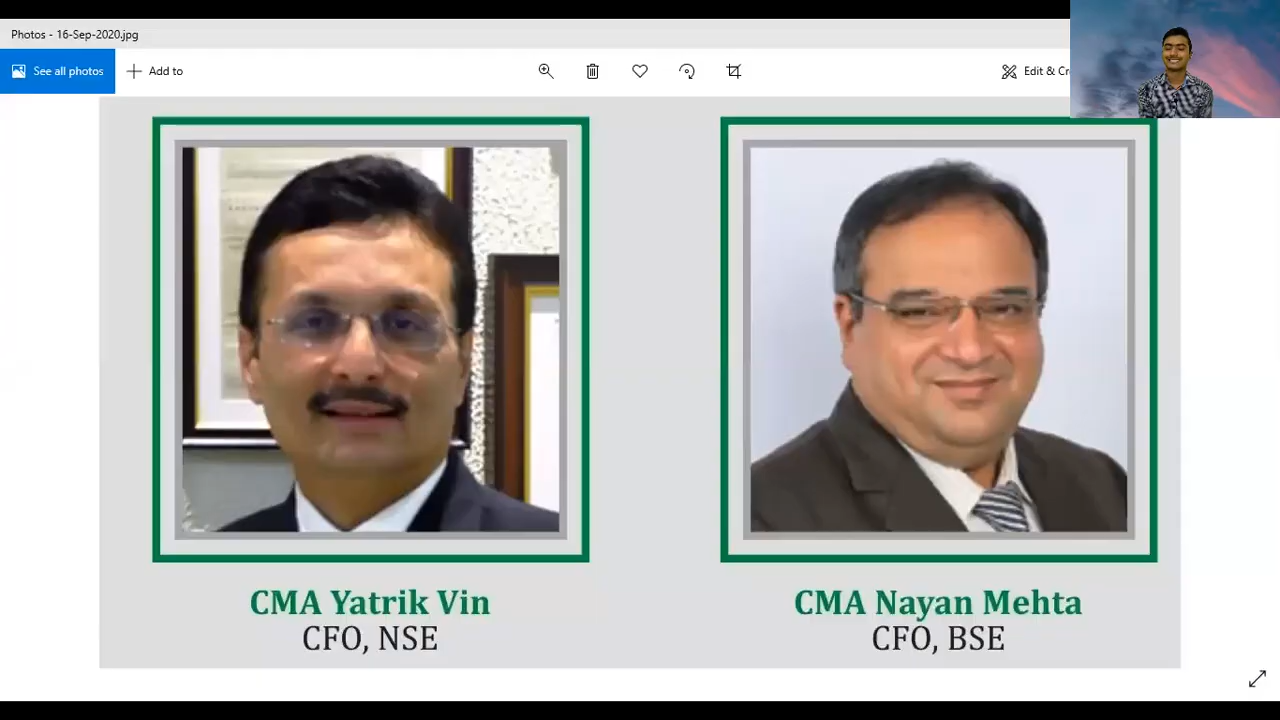 Photos - 16-Sep-2020.jpg
See all photos
Add to
Edit & Cr
CMA Yatrik Vin
CFO, NSE
CMA Nayan Mehta
CFO, BSE